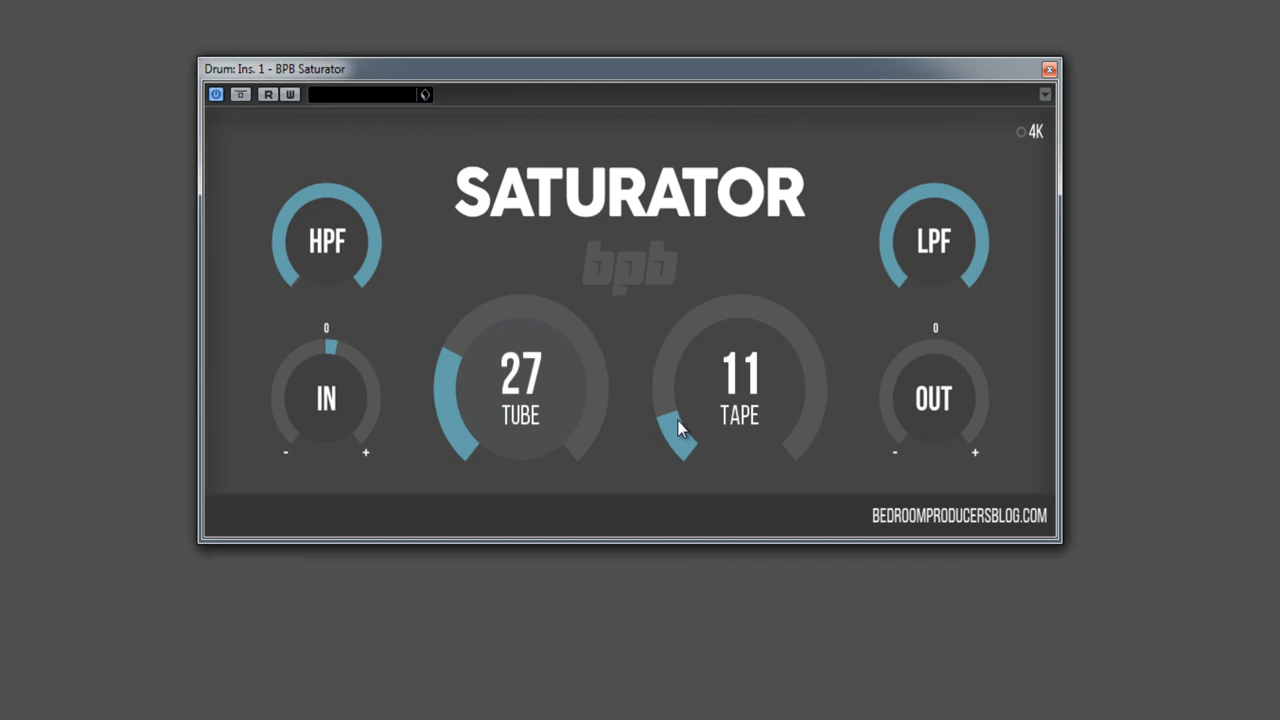 Drum: Ins. 1 - BPB Saturator
R W
4K
SATURATOR
bpb
HPF
LPF
0
0
IN
27
TUBE
11
TAPE
OUT
- +
- +
BEDROOMPRODUCERSBLOG.COM